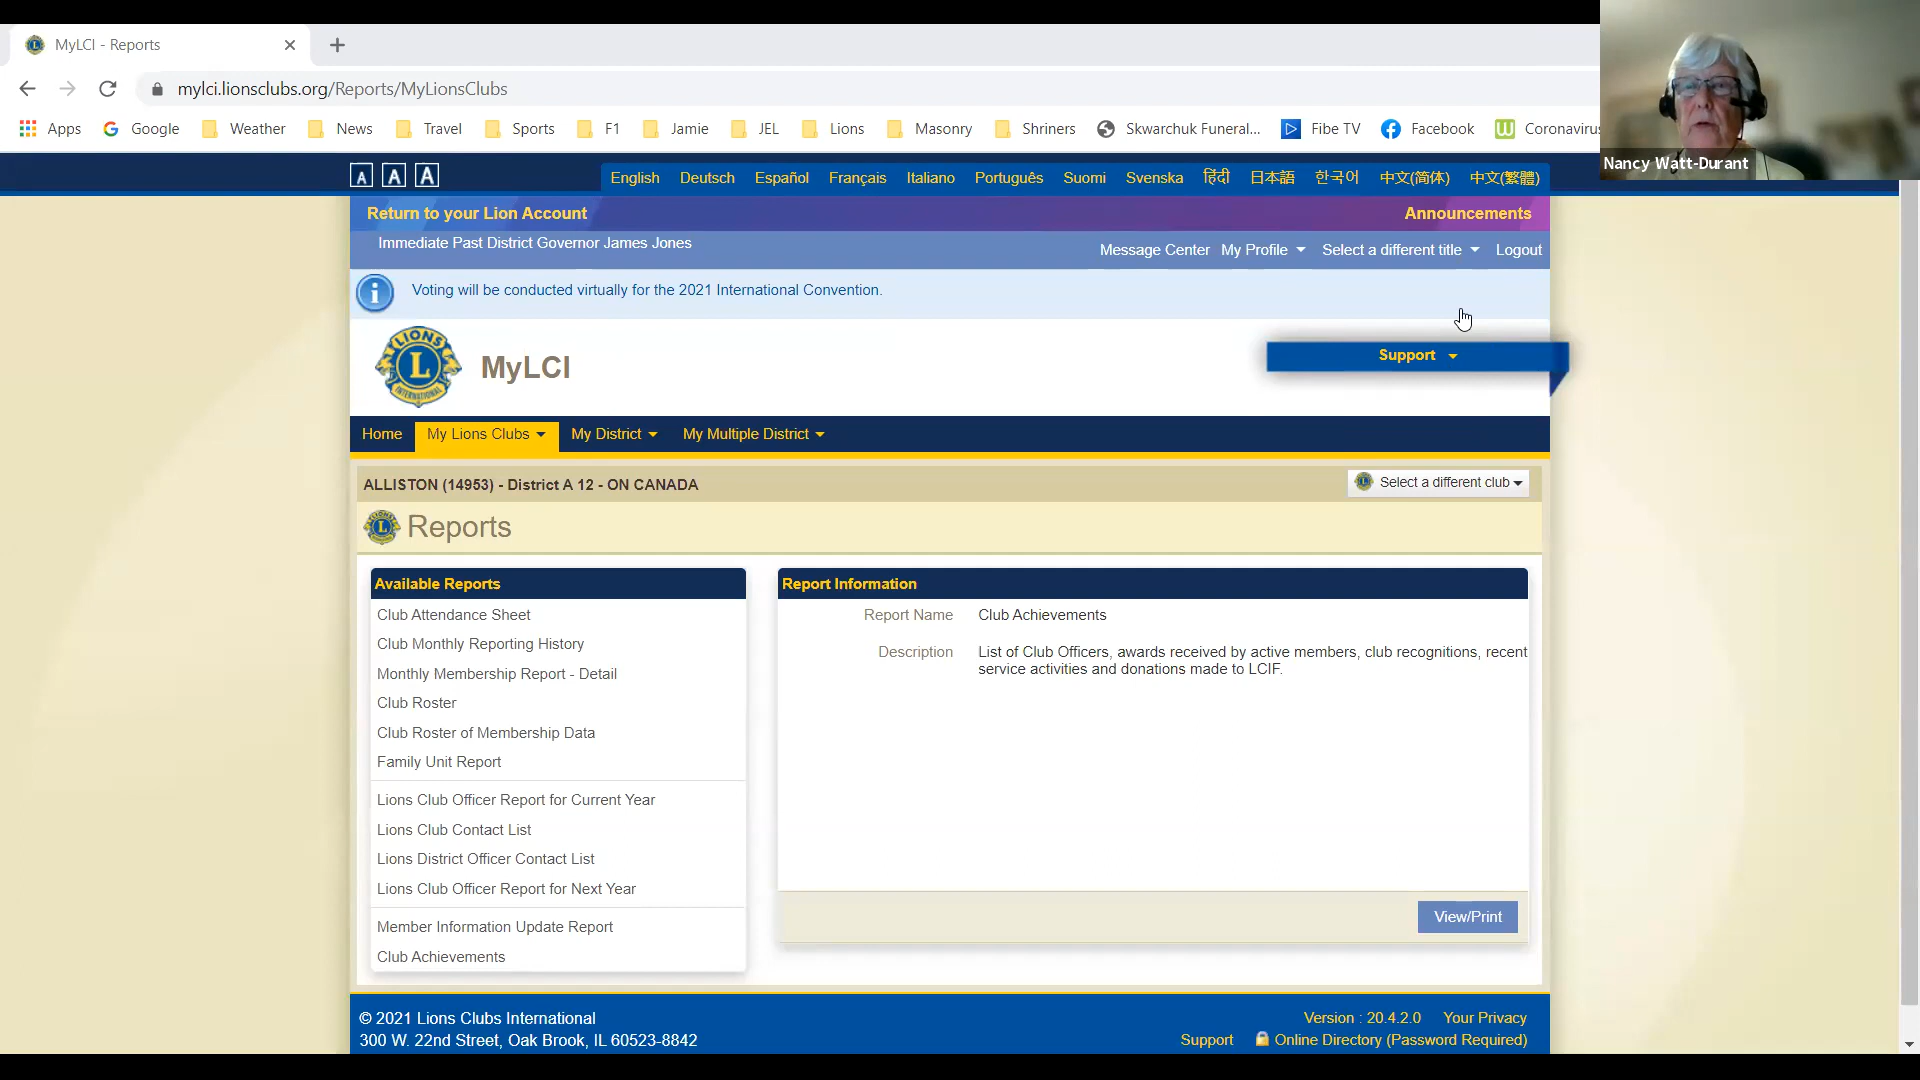 MyLCI - Reports
mylci.lionsclubs.org/Reports/MyLionsClubs
Apps Google Weather News Travel Sports F1 Jamie JEL Lions Masonry Shriners Skwarchuk Funeral... Fibe TV Facebook Coronavirus
Nancy Watt-Durant
A A A English Deutsch Español Français Italiano Português Suomi Svenska हिंदी 日本語 한국어 中文(简体) 中文(繁體)
Return to your Lion Account Announcements
Immediate Past District Governor James Jones
Message Center My Profile Select a different title Logout
Voting will be conducted virtually for the 2021 International Convention.
LIONS
L
INTERNATIONAL
MyLCI
Support
Home My Lions Clubs My District My Multiple District
ALLISTON (14953) - District A 12 - ON CANADA Select a different club
Reports
Available Reports
Club Attendance Sheet
Club Monthly Reporting History
Monthly Membership Report - Detail
Club Roster
Club Roster of Membership Data
Family Unit Report
Lions Club Officer Report for Current Year
Lions Club Contact List
Lions District Officer Contact List
Lions Club Officer Report for Next Year
Member Information Update Report
Club Achievements
Report Information
Report Name Club Achievements
Description List of Club Officers, awards received by active members, club recognitions, recent
service activities and donations made to LCIF.
View/Print
© 2021 Lions Clubs International
300 W. 22nd Street, Oak Brook, IL 60523-8842
Version : 20.4.2.0 Your Privacy
Support Online Directory (Password Required)